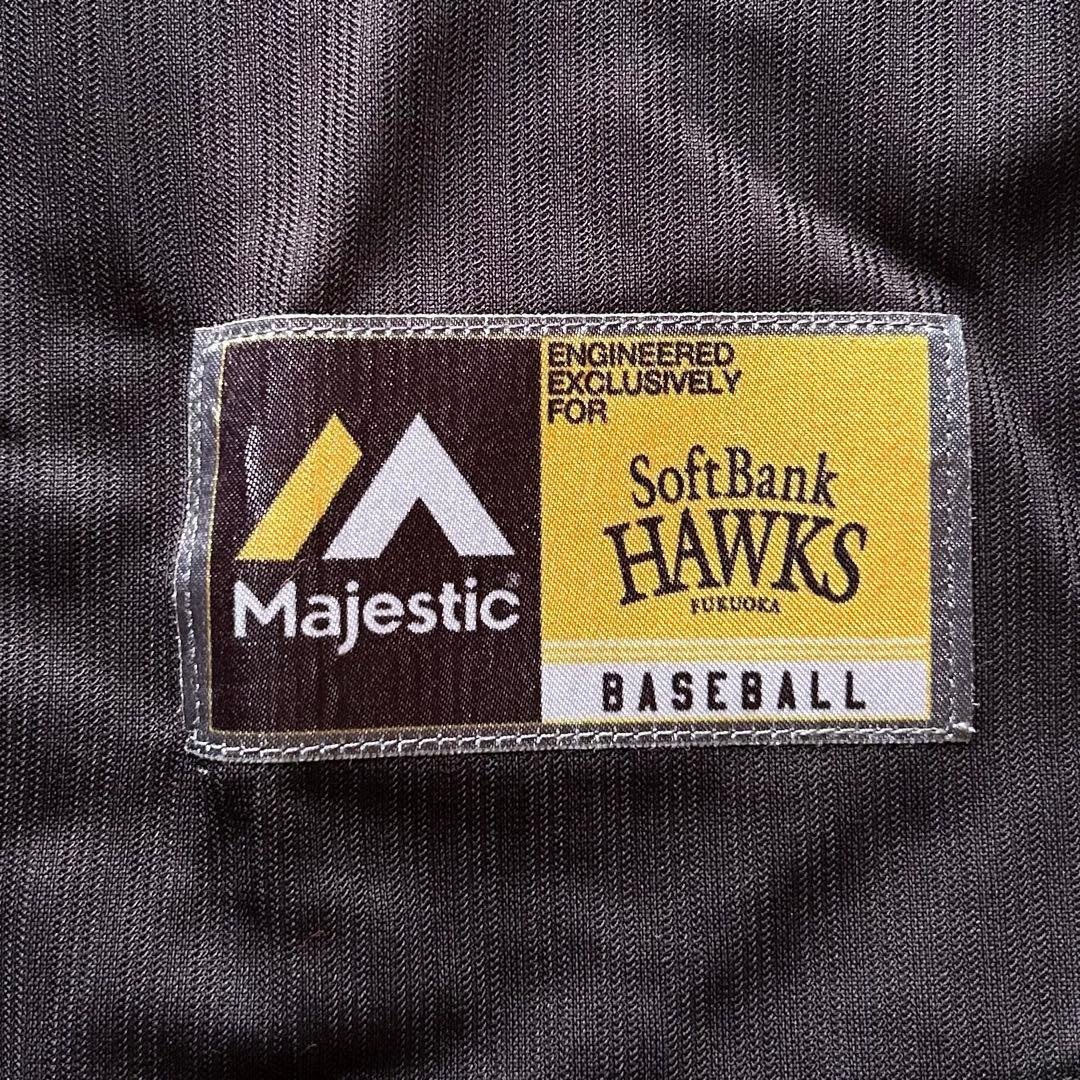 Majestic®
ENGINEERED
EXCLUSIVELY
FOR
SoftBank
HAWKS
FUKUOKA
BASEBALL